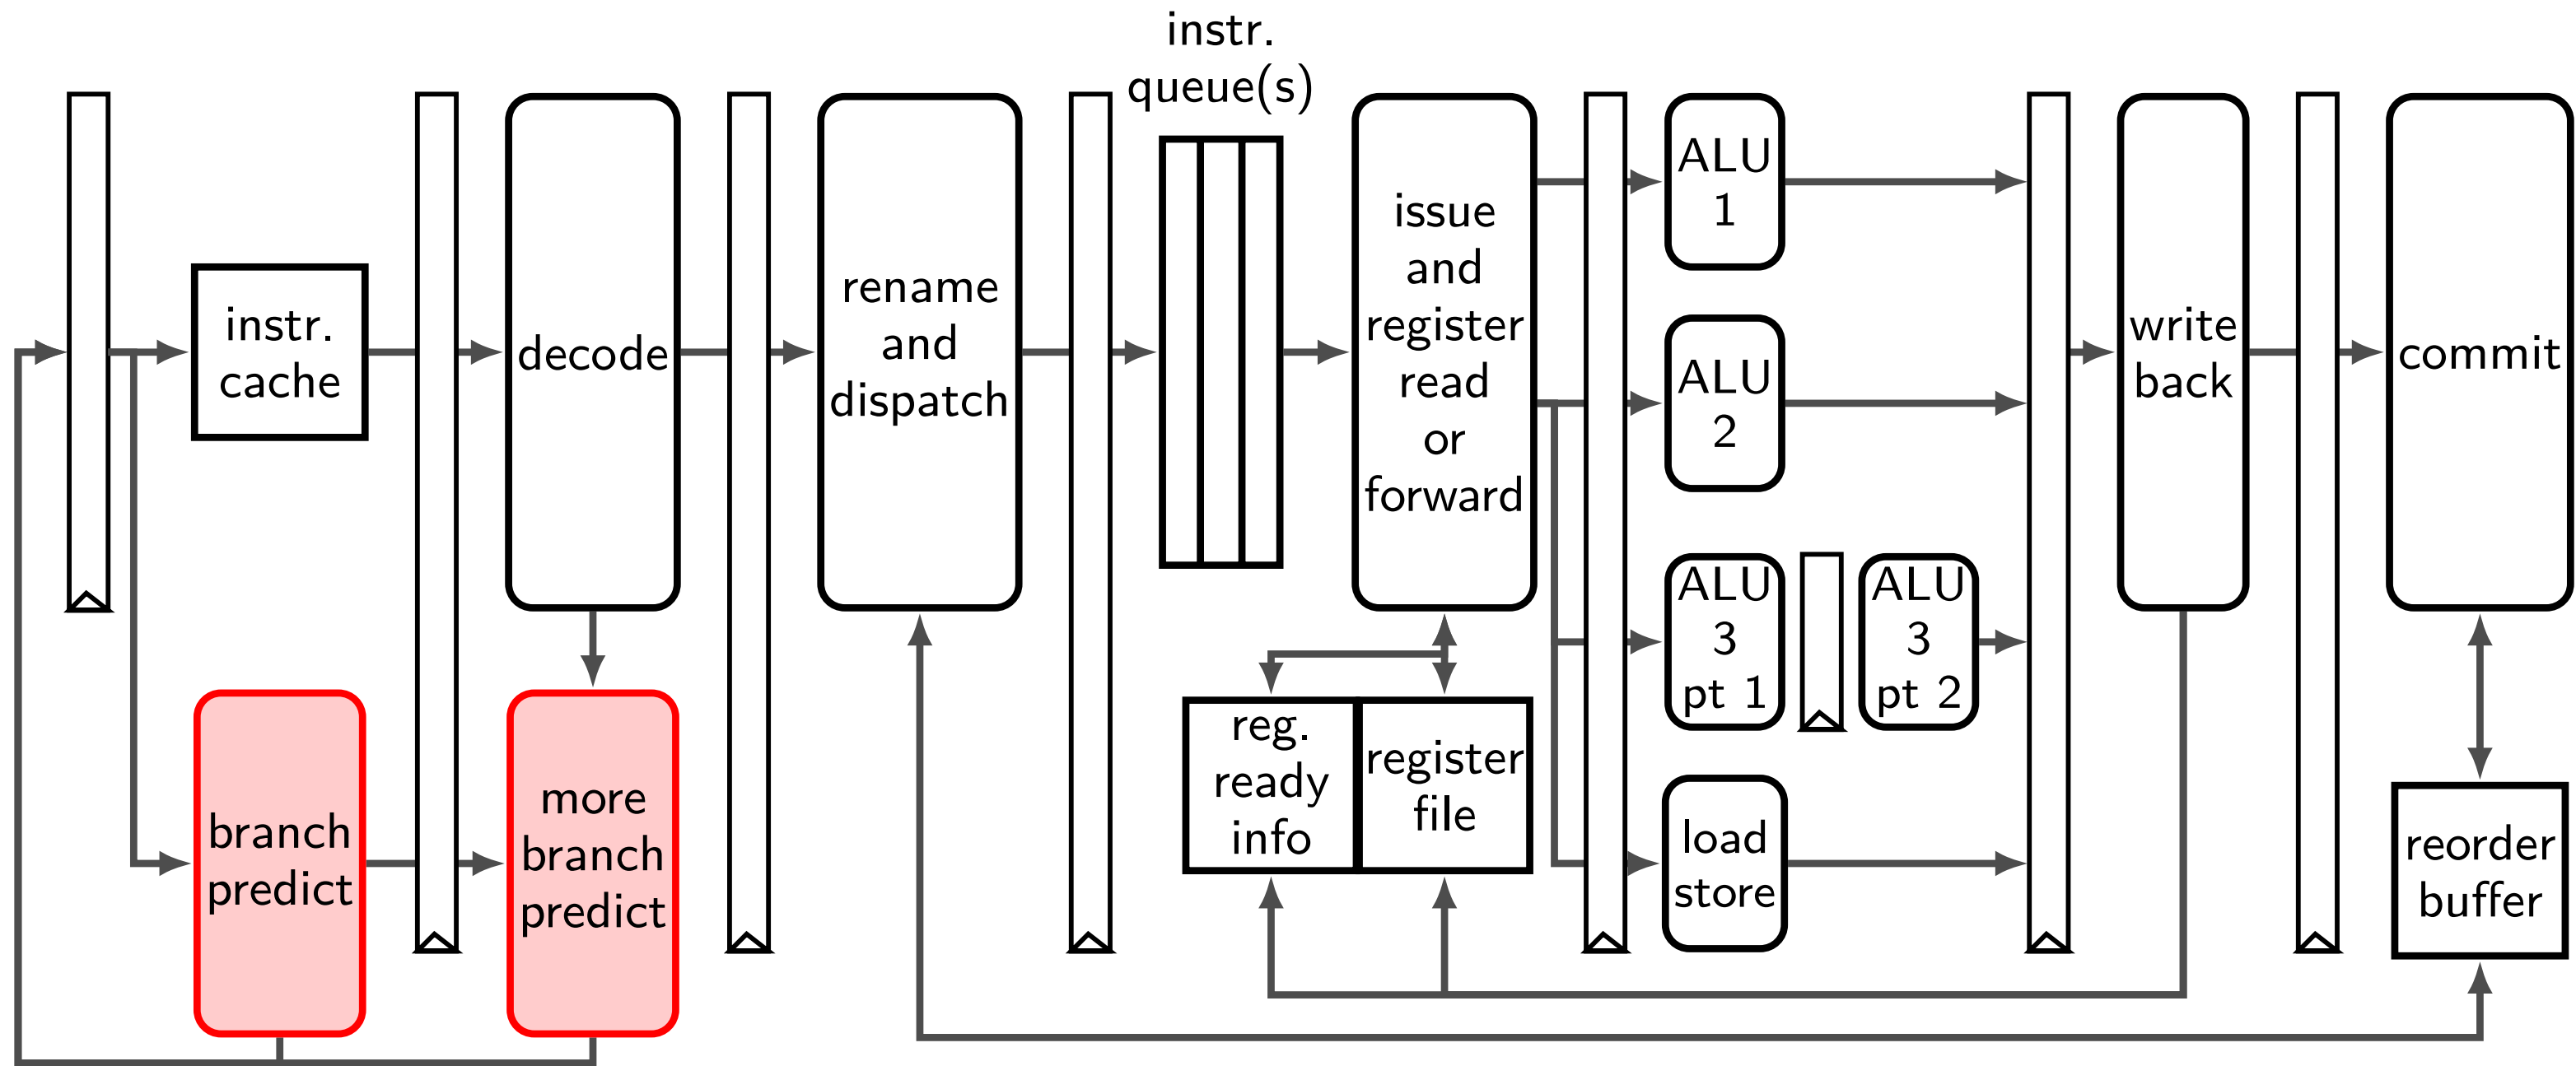 instr.
queue(s)
instr.
cache
decode
rename
and
dispatch
issue
and
register
read
or
forward
ALU
1
ALU
2
ALU
3
pt 1
ALU
3
pt 2
load
store
write
back
commit
branch
predict
more
branch
predict
reg.
ready
info
register
file
reorder
buffer